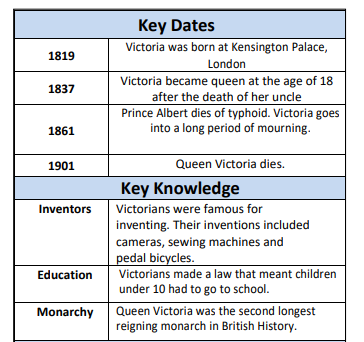 Key Dates
1819
Victoria was born at Kensington Palace,
London
1837
Victoria became queen at the age of 18
after the death of her uncle
1861
Prince Albert dies of typhoid. Victoria goes
into a long period of mourning.
1901
Queen Victoria dies.
Key Knowledge
Inventors
Victorians were famous for
inventing. Their inventions included
cameras, sewing machines and
pedal bicycles.
Education
Victorians made a law that meant children
under 10 had to go to school.
Monarchy
Queen Victoria was the second longest
reigning monarch in British History.